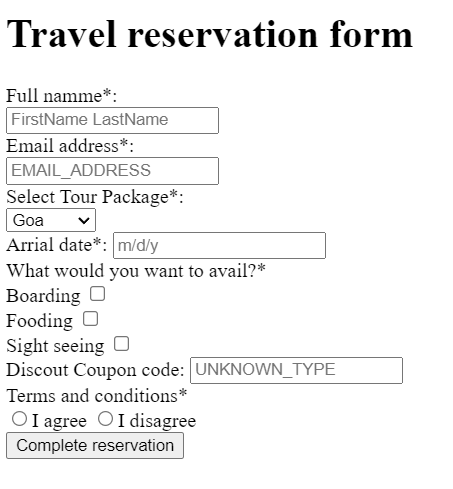 Travel reservation form
Full namme*:
FirstName LastName
Email address*:
EMAIL_ADDRESS
Select Tour Package*:
Goa
Arrial date*: m/d/y
What would you want to avail?*
Boarding
Fooding
Sight seeing
Discout Coupon code: UNKNOWN_TYPE
Terms and conditions*
I agree I disagree
Complete reservation